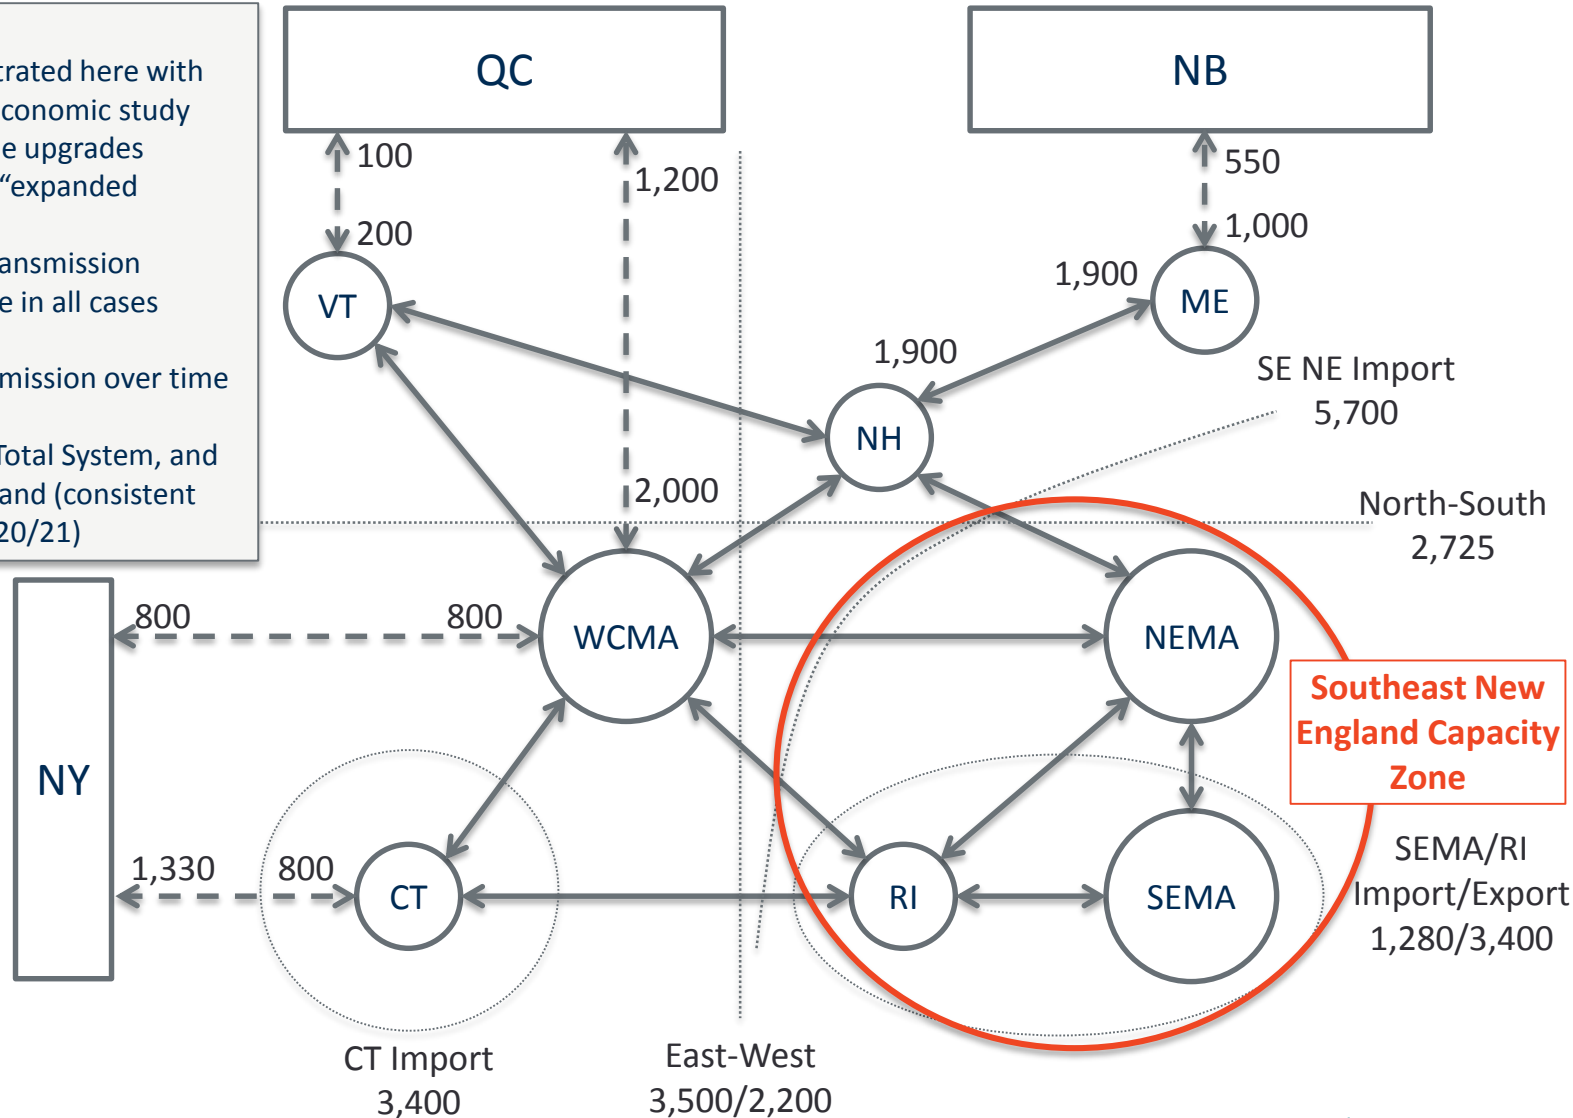 trated here with
conomic study
e upgrades
“expanded
ansmission
e in all cases
mission over time
Total System, and
and (consistent
20/21)
QC
NB
100
1,200
550
200
1,000
VT
1,900
ME
1,900
SE NE Import
5,700
NH
2,000
North-South
2,725
800
800
WCMA
NEMA
Southeast New
England Capacity
Zone
NY
1,330
800
CT
RI
SEMA
SEMA/RI
Import/Export
1,280/3,400
CT Import
3,400
East-West
3,500/2,200